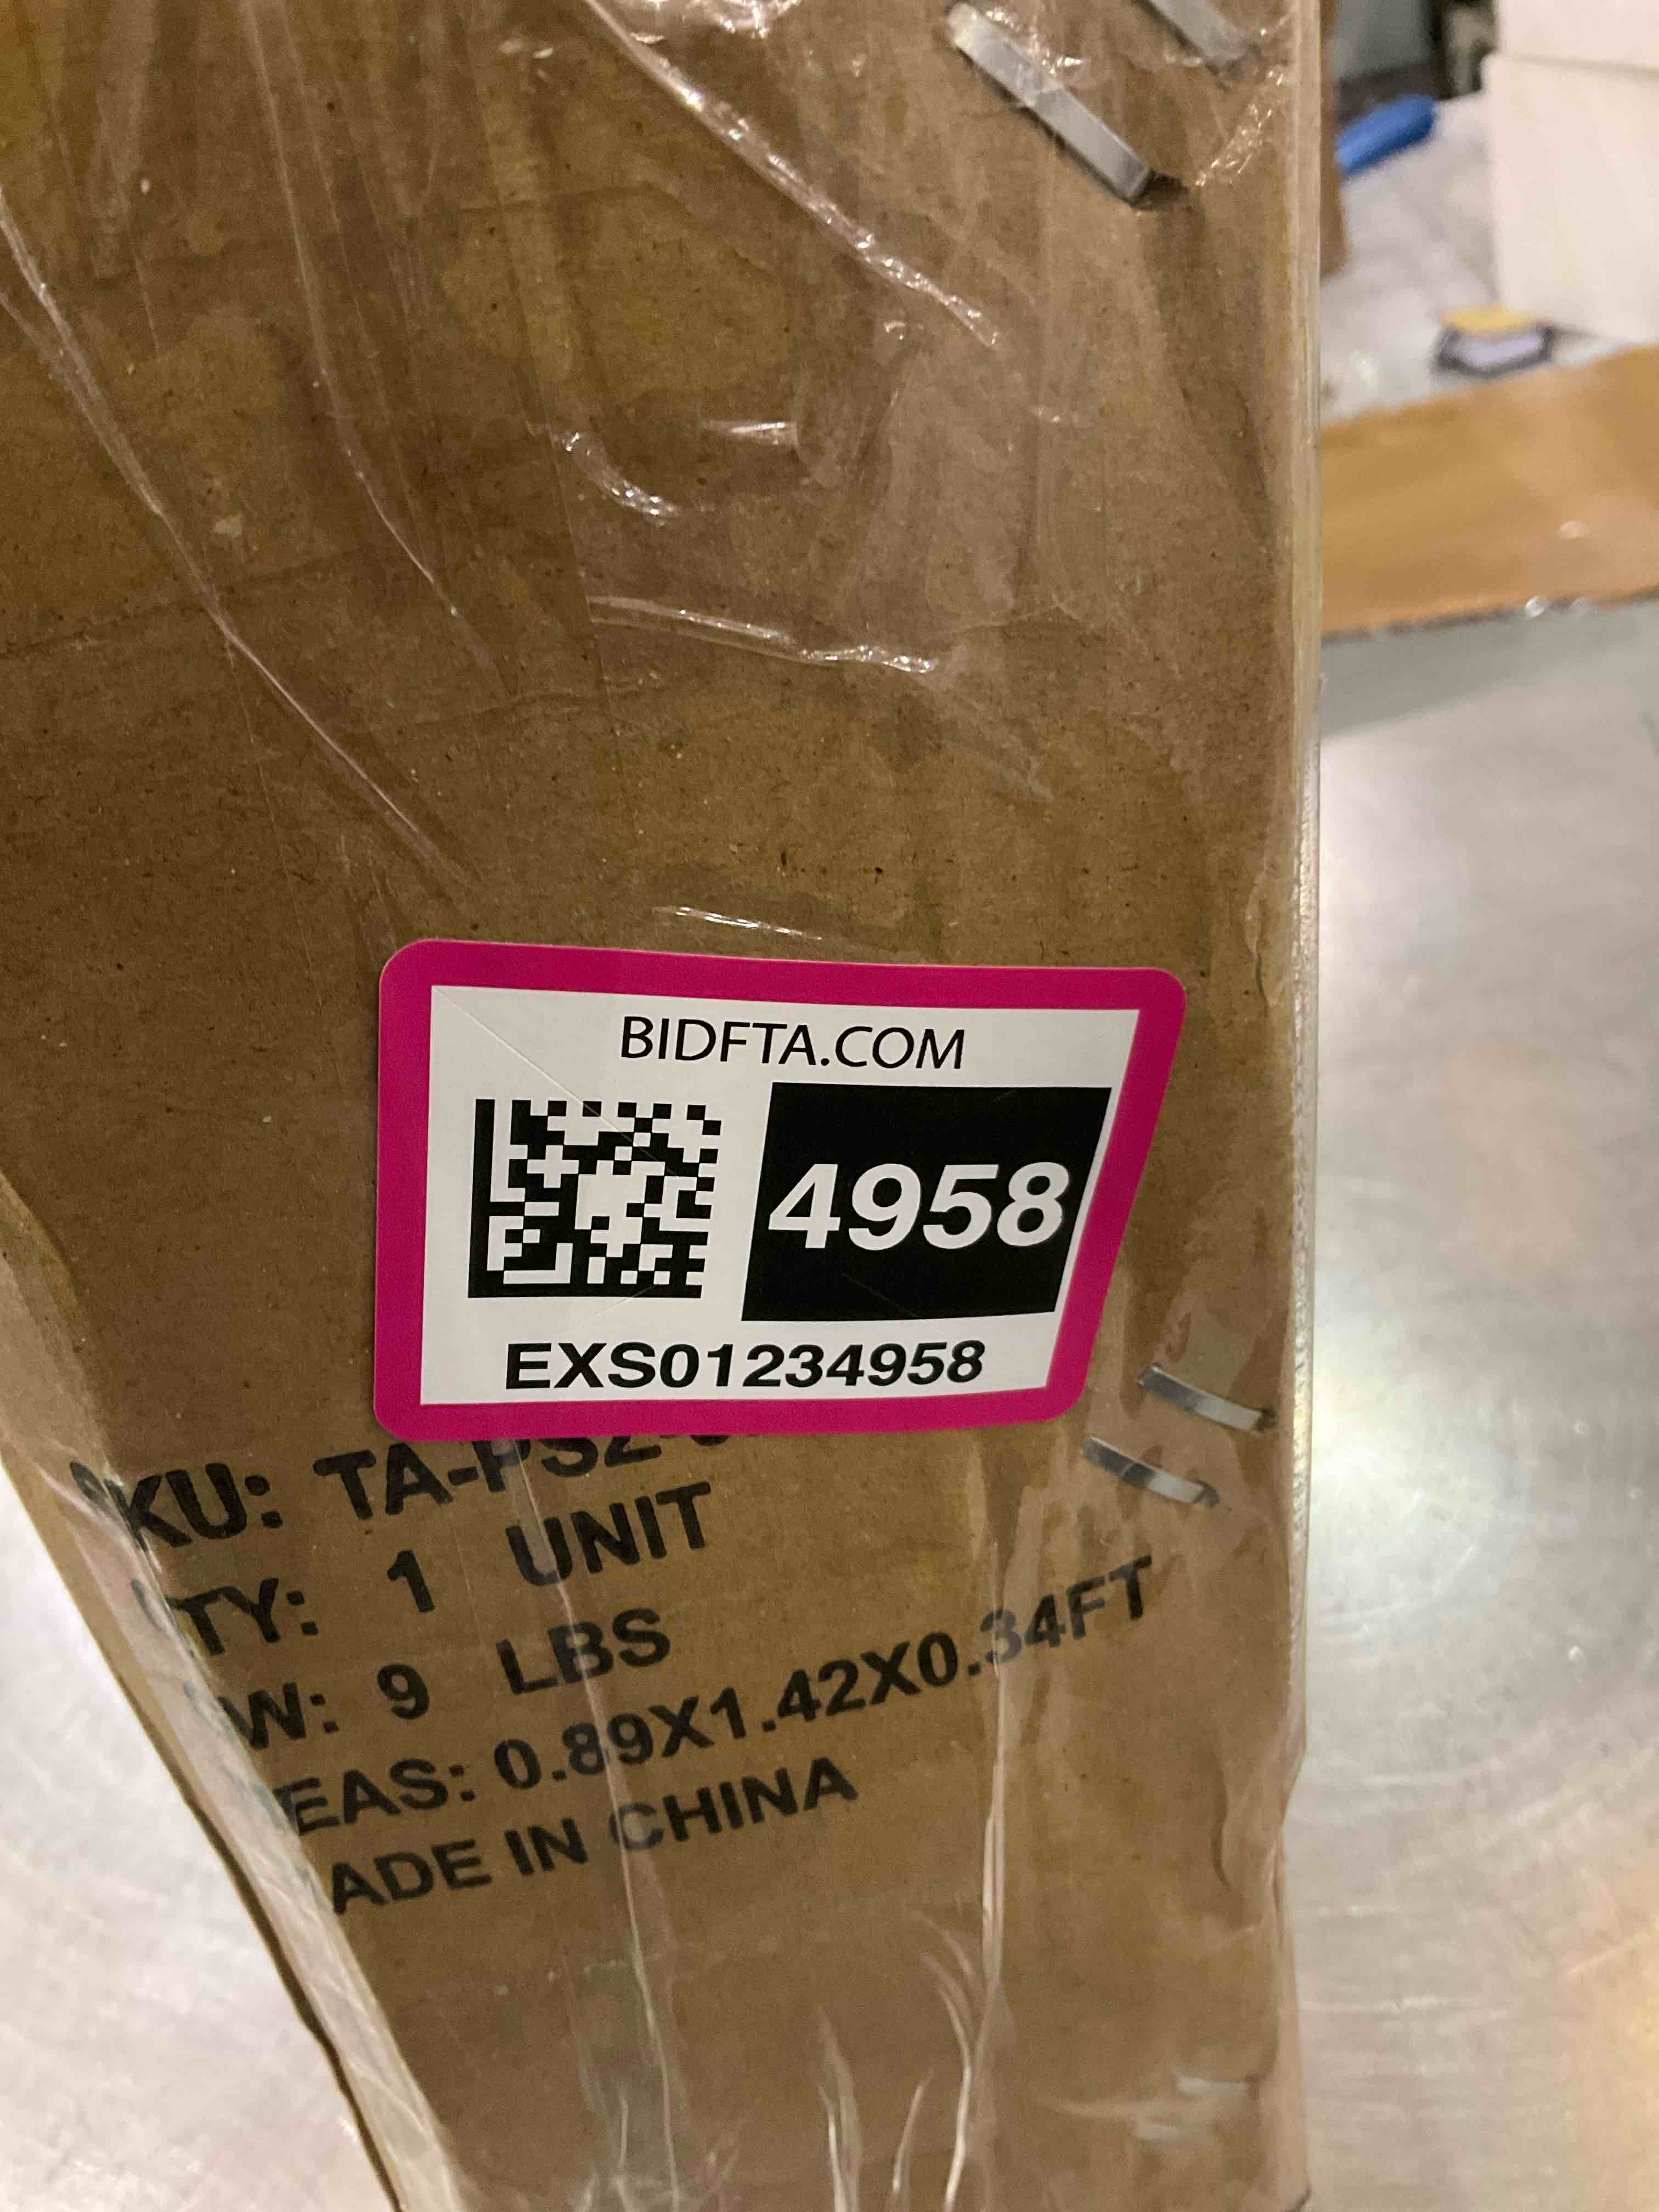 BIDFTA.COM
4958
EXS01234958
KU: TA-PS2-
TY: 1 UNIT
W: 9 LBS
EAS: 0.89X1.42X0.34FT
ADE IN CHINA